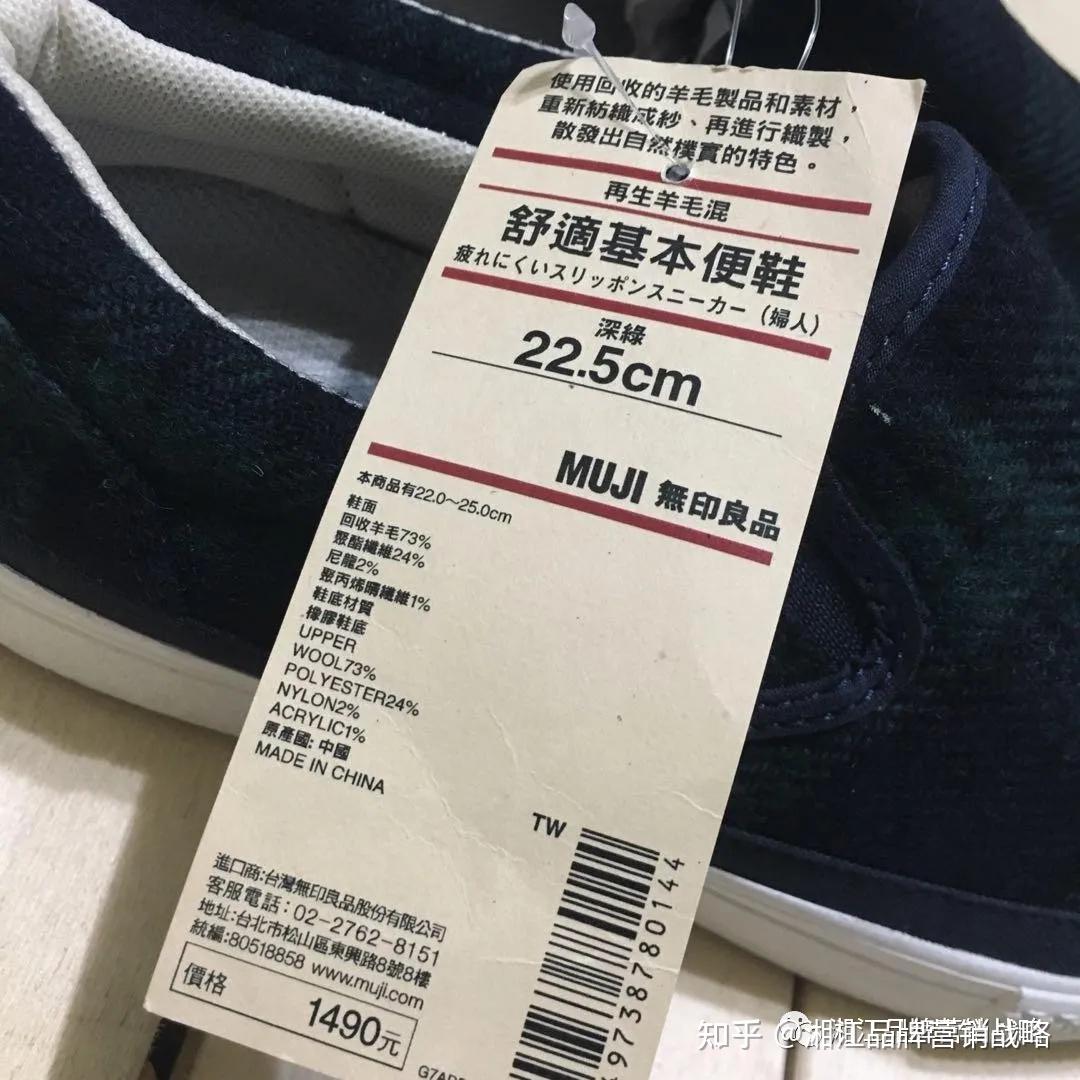 使用回收的羊毛製品和素材，
重新紡織成紗、再進行織製，
散發出自然樸實的特色。
再生羊毛混
舒適基本便鞋
疲れにくいスリッポンスニーカー（婦人）
深綠
22.5cm
MUJI 無印良品
本商品有22.0～25.0cm
鞋面
回收羊毛73%
聚酯纖維24%
尼龍2%
聚丙烯腈纖維1%
鞋底材質
橡膠鞋底
UPPER
WOOL73%
POLYESTER24%
NYLON2%
ACRYLIC1%
原產國: 中國
MADE IN CHINA
TW
進口商:台灣無印良品股份有限公司
客服電話：02-2762-8151
地址:台北市松山區東興路8號8樓
統編:80518858 www.muji.com
價格
1490元
知乎 @湘江品牌营销战略